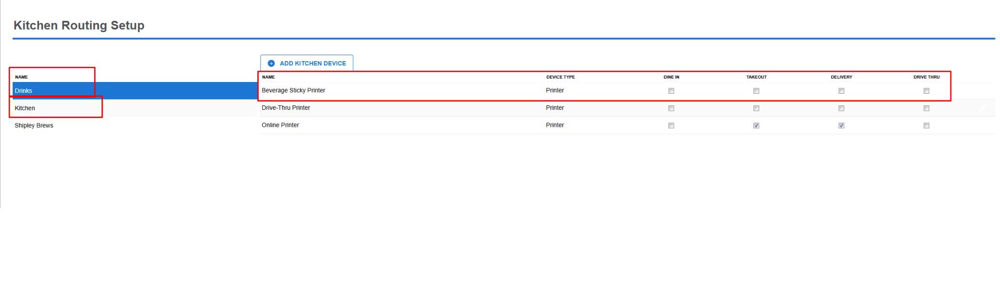 Kitchen Routing Setup
ADD KITCHEN DEVICE
NAME
Drinks
Kitchen
Shipley Brews
NAME DEVICE TYPE DINE IN TAKEOUT DELIVERY DRIVE THRU
Beverage Sticky Printer Printer
Drive-Thru Printer Printer
Online Printer Printer